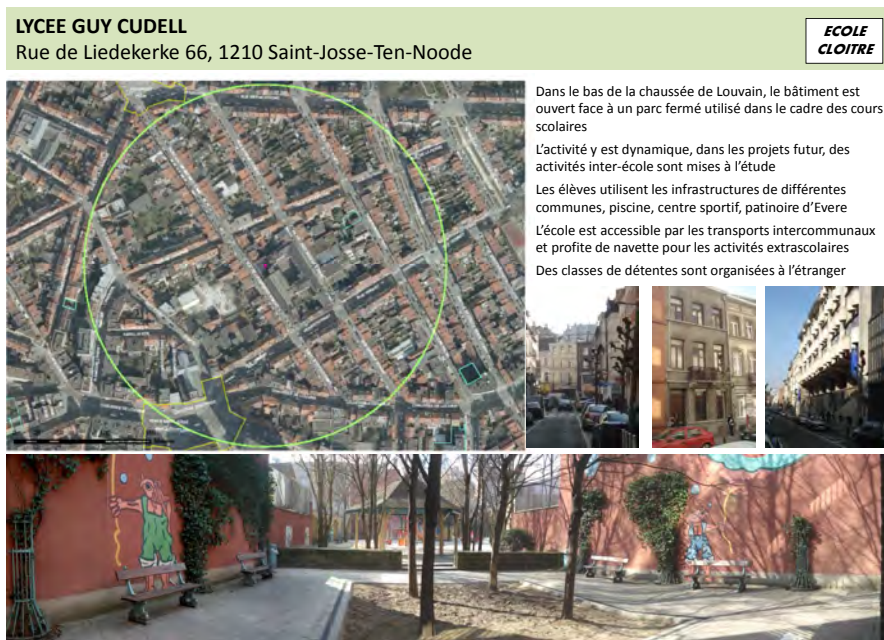 LYCEE GUY CUDELL
Rue de Liedekerke 66, 1210 Saint-Josse-Ten-Noode
ECOLE
CLOITRE
Dans le bas de la chaussée de Louvain, le bâtiment est
ouvert face à un parc fermé utilisé dans le cadre des cours
scolaires
L’activité y est dynamique, dans les projets futur, des
activités inter-école sont mises à l’étude
Les élèves utilisent les infrastructures de différentes
communes, piscine, centre sportif, patinoire d’Evere
L’école est accessible par les transports intercommunaux
et profite de navette pour les activités extrascolaires
Des classes de détentes sont organisées à l’étranger